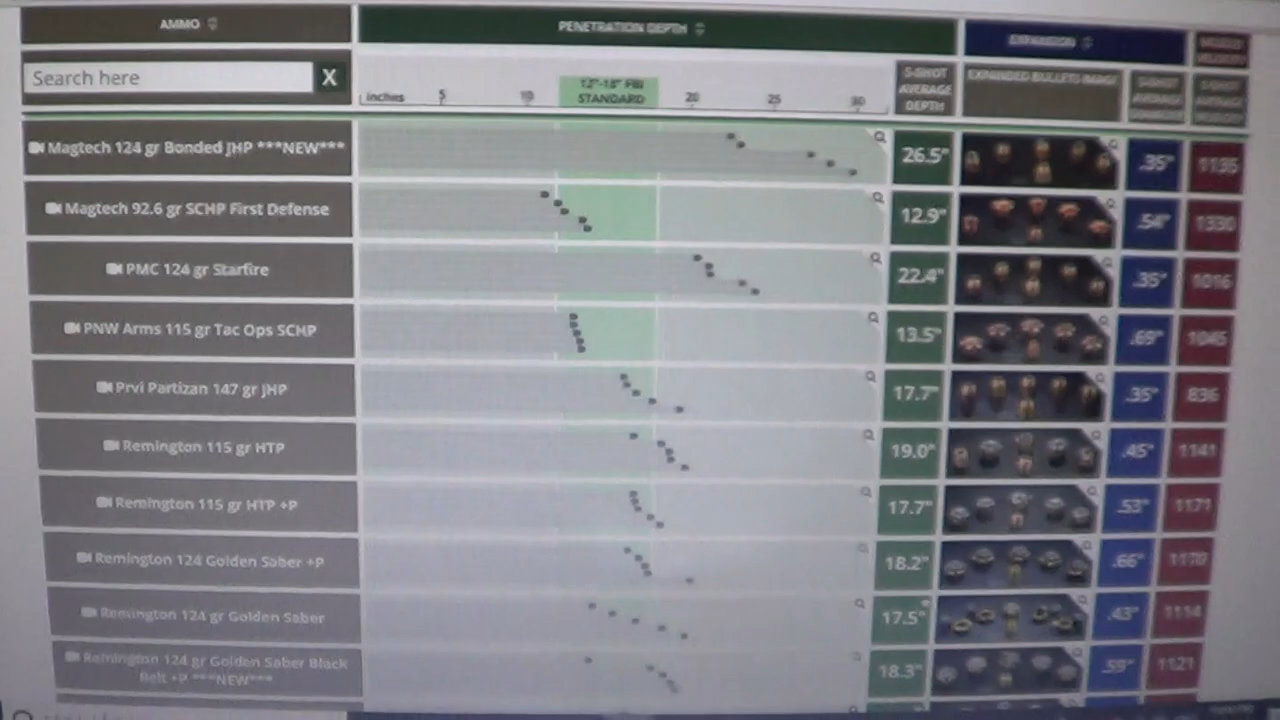 AMMO
PENETRATION DEPTH
EXPANSION
Search here
X
12"-18" FBI
STANDARD
inches 5 10 20 25 30
5-SHOT
AVERAGE
DEPTH
EXPANDED BULLETS IMAGE
Magtech 124 gr Bonded JHP ***NEW*** 26.5" .35" 1135
Magtech 92.6 gr SCHP First Defense 12.9" .54" 1330
PMC 124 gr Starfire 22.4" .35" 1016
PNW Arms 115 gr Tac Ops SCHP 13.5" .69" 1045
Prvi Partizan 147 gr JHP 17.7" .35" 836
Remington 115 gr HTP 19.0" .45" 1141
Remington 115 gr HTP +P 17.7" .53" 1171
Remington 124 Golden Saber +P 18.2" .66"
Remington 124 gr Golden Saber 17.5" .43" 1114
Remington 124 gr Golden Saber Black
Belt +P ***NEW*** 18.3" .59" 1121